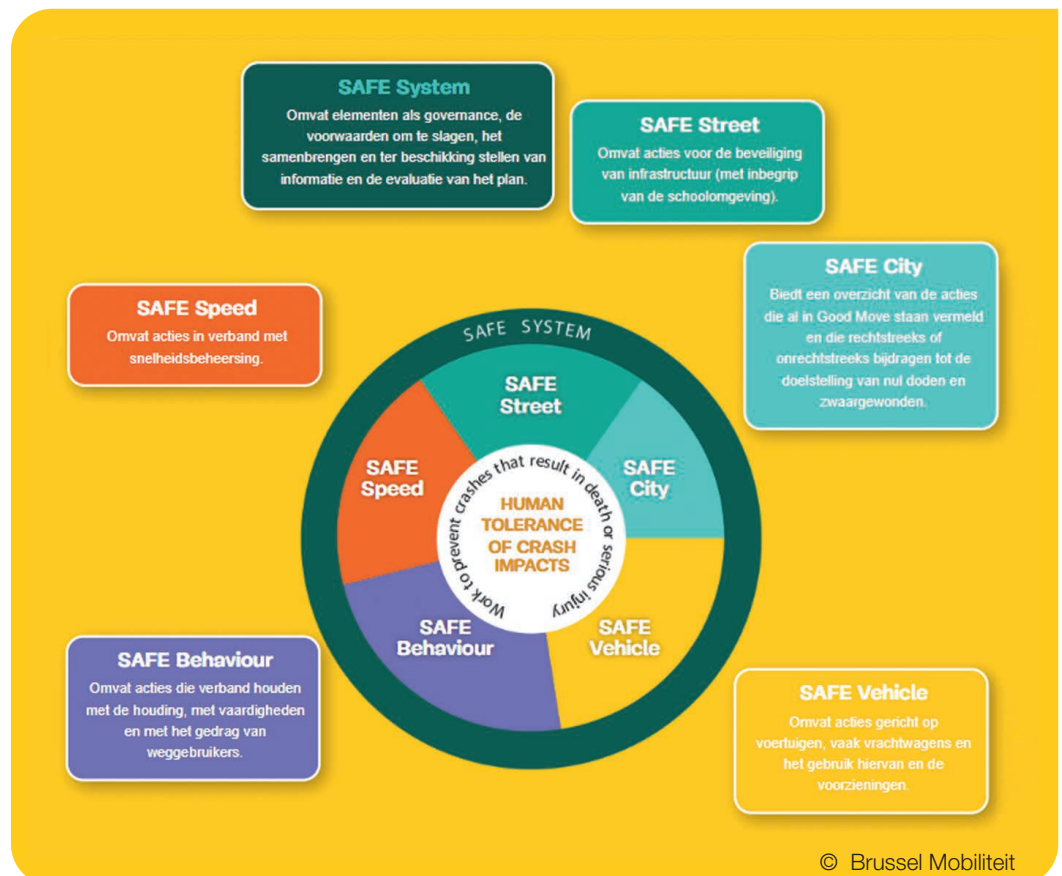 SAFE System
Omvat elementen als governance, de
voorwaarden om te slagen, het
samenbrengen en ter beschikking stellen van
informatie en de evaluatie van het plan.
SAFE Street
Omvat acties voor de beveiliging
van infrastructuur (met inbegrip
van de schoolomgeving).
SAFE City
Biedt een overzicht van de acties
die al in Good Move staan vermeld
en die rechtstreeks of
onrechtstreeks bijdragen tot de
doelstelling van nul doden en
zwaargewonden.
SAFE Speed
Omvat acties in verband met
snelheidsbeheersing.
SAFE SYSTEM
SAFE
Street
SAFE
Speed
SAFE
City
Work to prevent crashes that result in death or serious injury
HUMAN
TOLERANCE
OF CRASH
IMPACTS
SAFE
Behaviour
SAFE
Vehicle
SAFE Behaviour
Omvat acties die verband houden
met de houding, met vaardigheden
en met het gedrag van
weggebruikers.
SAFE Vehicle
Omvat acties gericht op
voertuigen, vaak vrachtwagens en
het gebruik hiervan en de
voorzieningen.
© Brussel Mobiliteit